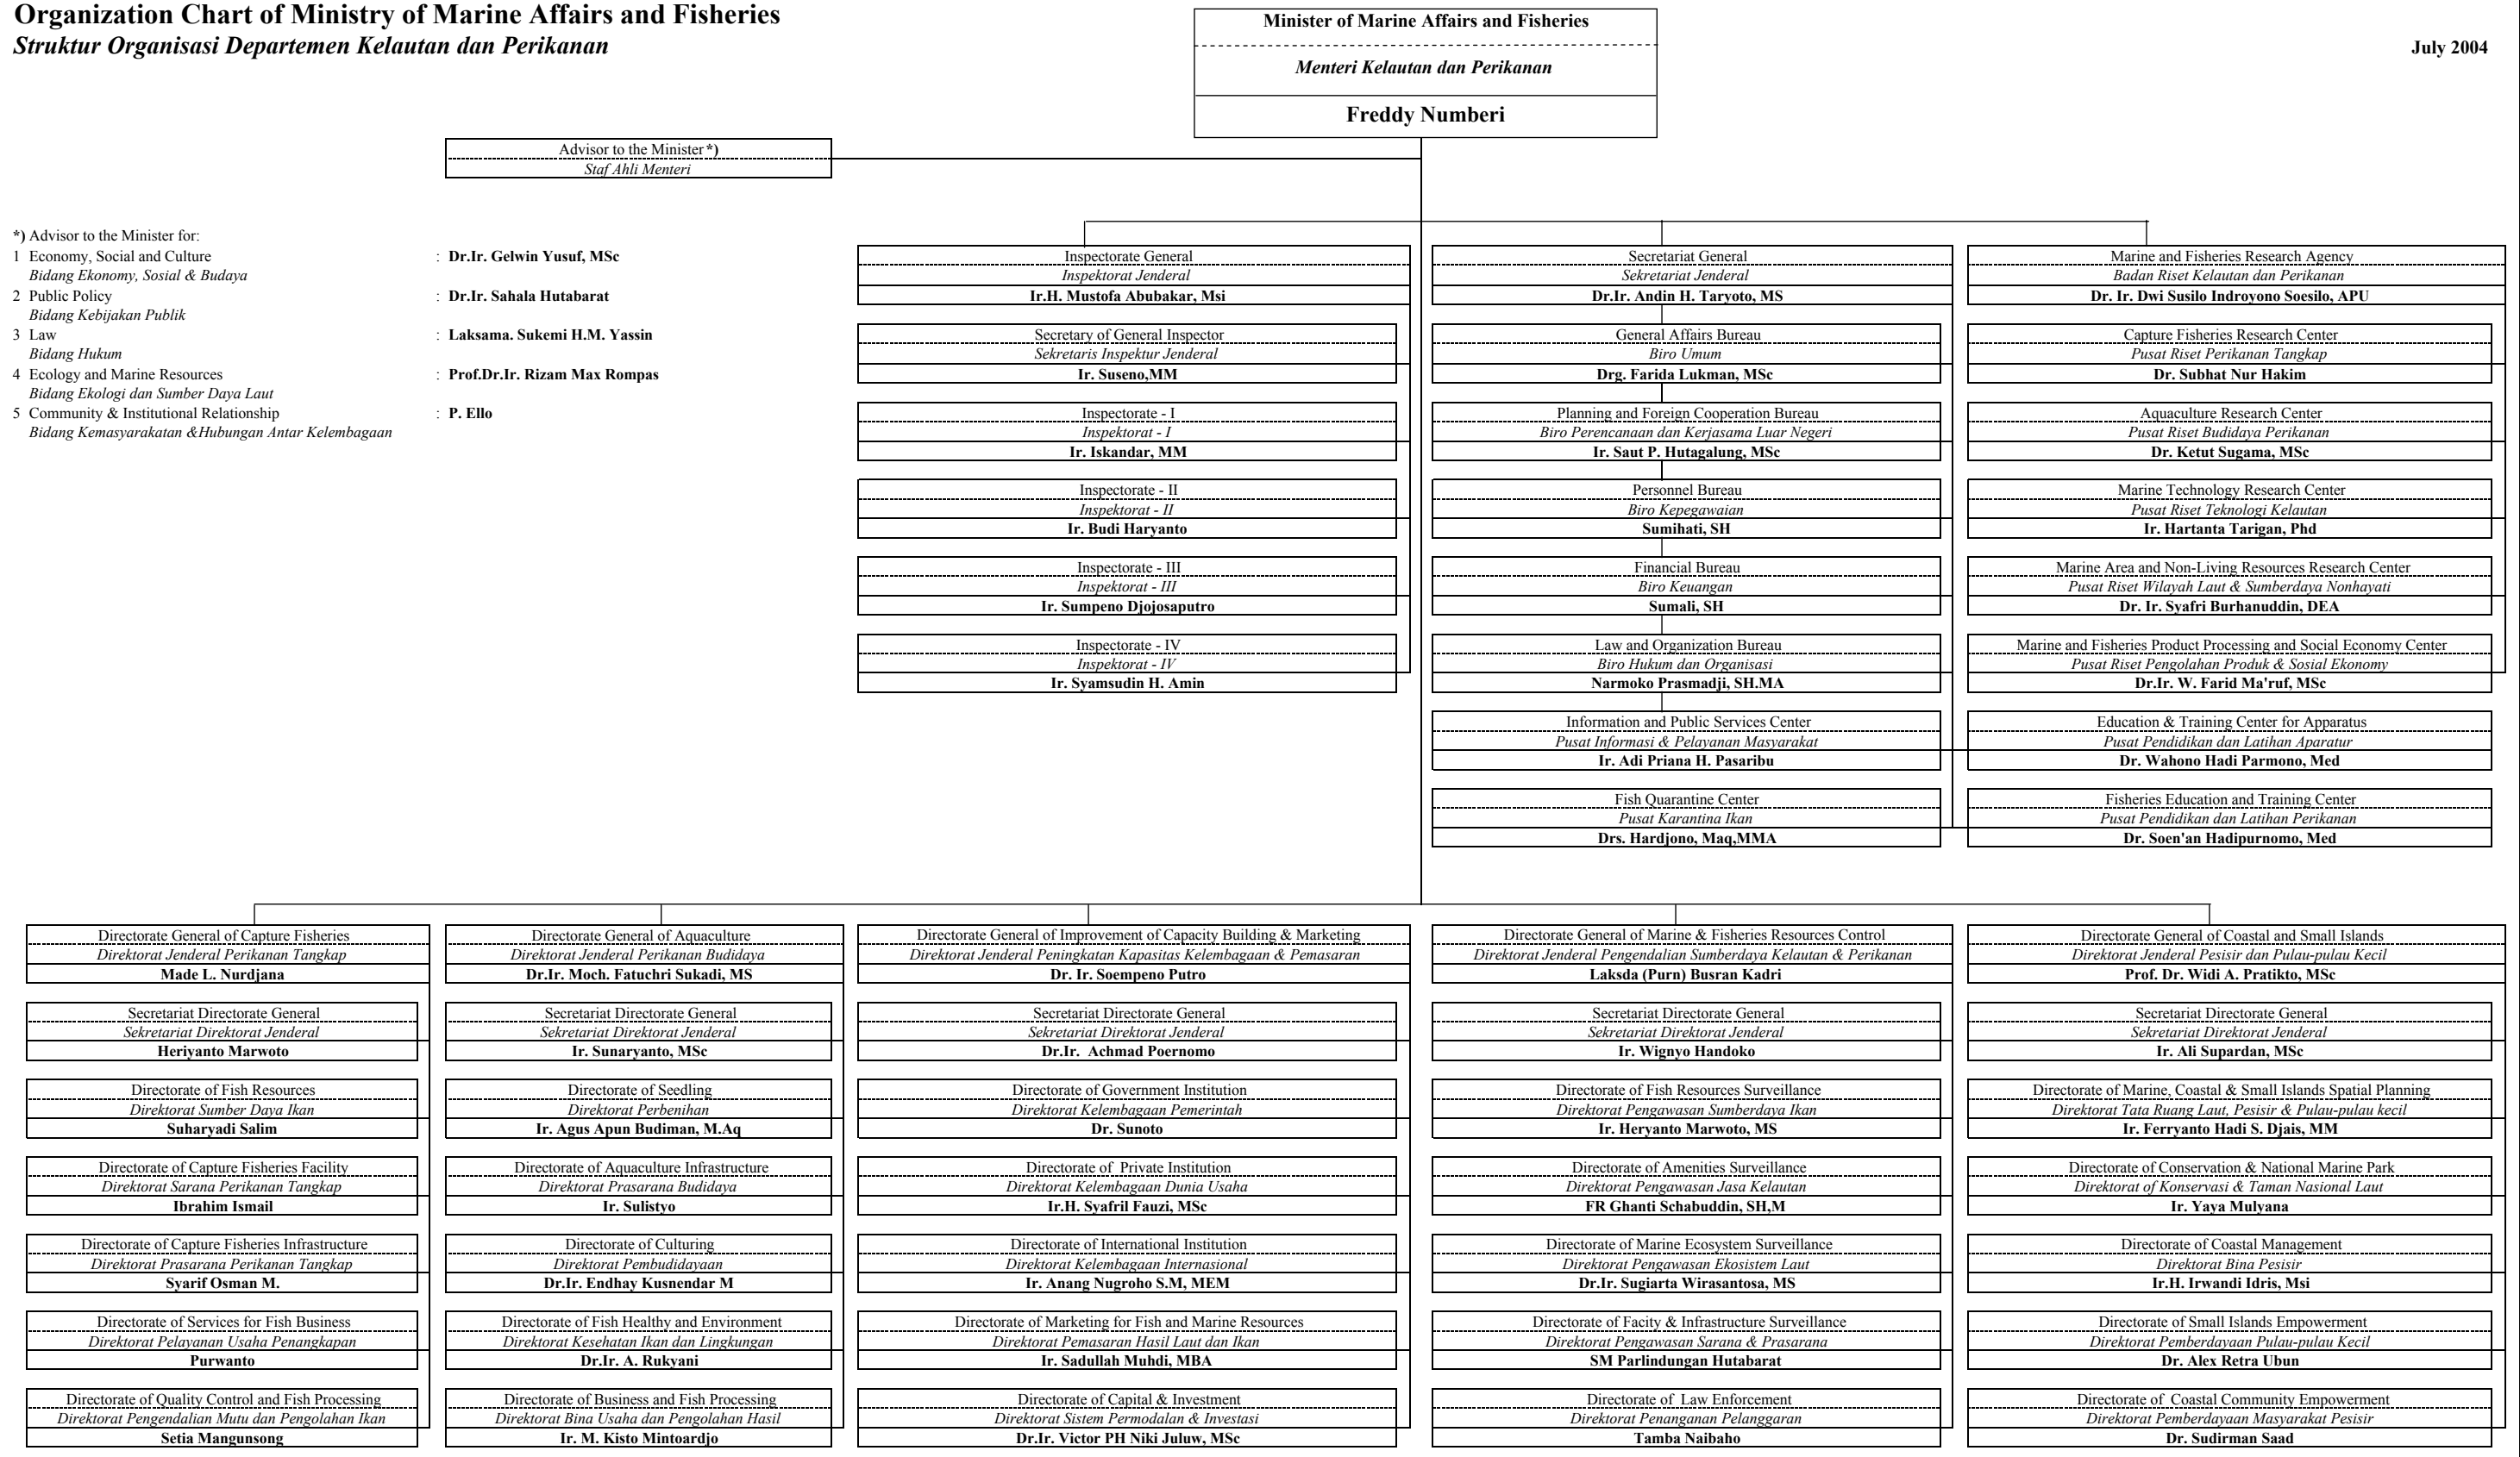 Organization Chart of Ministry of Marine Affairs and Fisheries
Struktur Organisasi Departemen Kelautan dan Perikanan
July 2004
Minister of Marine Affairs and Fisheries
Menteri Kelautan dan Perikanan
Freddy Numberi
Advisor to the Minister *)
Staf Ahli Menteri
*) Advisor to the Minister for:
1 Economy, Social and Culture : Dr.Ir. Gelwin Yusuf, MSc
Bidang Ekonomy, Sosial & Budaya
2 Public Policy : Dr.Ir. Sahala Hutabarat
Bidang Kebijakan Publik
3 Law : Laksama. Sukemi H.M. Yassin
Bidang Hukum
4 Ecology and Marine Resources : Prof.Dr.Ir. Rizam Max Rompas
Bidang Ekologi dan Sumber Daya Laut
5 Community & Institutional Relationship : P. Ello
Bidang Kemasyarakatan &Hubungan Antar Kelembagaan
Inspectorate General
Inspektorat Jenderal
Ir.H. Mustofa Abubakar, Msi
Secretary of General Inspector
Sekretaris Inspektur Jenderal
Ir. Suseno,MM
Inspectorate - I
Inspektorat - I
Ir. Iskandar, MM
Inspectorate - II
Inspektorat - II
Ir. Budi Haryanto
Inspectorate - III
Inspektorat - III
Ir. Sumpeno Djojosaputro
Inspectorate - IV
Inspektorat - IV
Ir. Syamsudin H. Amin
Secretariat General
Sekretariat Jenderal
Dr.Ir. Andin H. Taryoto, MS
General Affairs Bureau
Biro Umum
Drg. Farida Lukman, MSc
Planning and Foreign Cooperation Bureau
Biro Perencanaan dan Kerjasama Luar Negeri
Ir. Saut P. Hutagalung, MSc
Personnel Bureau
Biro Kepegawaian
Sumihati, SH
Financial Bureau
Biro Keuangan
Sumali, SH
Law and Organization Bureau
Biro Hukum dan Organisasi
Narmoko Prasmadji, SH.MA
Information and Public Services Center
Pusat Informasi & Pelayanan Masyarakat
Ir. Adi Priana H. Pasaribu
Fish Quarantine Center
Pusat Karantina Ikan
Drs. Hardjono, Maq,MMA
Marine and Fisheries Research Agency
Badan Riset Kelautan dan Perikanan
Dr. Ir. Dwi Susilo Indroyono Soesilo, APU
Capture Fisheries Research Center
Pusat Riset Perikanan Tangkap
Dr. Subhat Nur Hakim
Aquaculture Research Center
Pusat Riset Budidaya Perikanan
Dr. Ketut Sugama, MSc
Marine Technology Research Center
Pusat Riset Teknologi Kelautan
Ir. Hartanta Tarigan, Phd
Marine Area and Non-Living Resources Research Center
Pusat Riset Wilayah Laut & Sumberdaya Nonhayati
Dr. Ir. Syafri Burhanuddin, DEA
Marine and Fisheries Product Processing and Social Economy Center
Pusat Riset Pengolahan Produk & Sosial Ekonomy
Dr.Ir. W. Farid Ma'ruf, MSc
Education & Training Center for Apparatus
Pusat Pendidikan dan Latihan Aparatur
Dr. Wahono Hadi Parmono, Med
Fisheries Education and Training Center
Pusat Pendidikan dan Latihan Perikanan
Dr. Soen'an Hadipurnomo, Med
Directorate General of Capture Fisheries
Direktorat Jenderal Perikanan Tangkap
Made L. Nurdjana
Secretariat Directorate General
Sekretariat Direktorat Jenderal
Heriyanto Marwoto
Directorate of Fish Resources
Direktorat Sumber Daya Ikan
Suharyadi Salim
Directorate of Capture Fisheries Facility
Direktorat Sarana Perikanan Tangkap
Ibrahim Ismail
Directorate of Capture Fisheries Infrastructure
Direktorat Prasarana Perikanan Tangkap
Syarif Osman M.
Directorate of Services for Fish Business
Direktorat Pelayanan Usaha Penangkapan
Purwanto
Directorate of Quality Control and Fish Processing
Direktorat Pengendalian Mutu dan Pengolahan Ikan
Setia Mangunsong
Directorate General of Aquaculture
Direktorat Jenderal Perikanan Budidaya
Dr.Ir. Moch. Fatuchri Sukadi, MS
Secretariat Directorate General
Sekretariat Direktorat Jenderal
Ir. Sunaryanto, MSc
Directorate of Seedling
Direktorat Perbenihan
Ir. Agus Apun Budiman, M.Aq
Directorate of Aquaculture Infrastructure
Direktorat Prasarana Budidaya
Ir. Sulistyo
Directorate of Culturing
Direktorat Pembudidayaan
Dr.Ir. Endhay Kusnendar M
Directorate of Fish Healthy and Environment
Direktorat Kesehatan Ikan dan Lingkungan
Dr.Ir. A. Rukyani
Directorate of Business and Fish Processing
Direktorat Bina Usaha dan Pengolahan Hasil
Ir. M. Kisto Mintoardjo
Directorate General of Improvement of Capacity Building & Marketing
Direktorat Jenderal Peningkatan Kapasitas Kelembagaan & Pemasaran
Dr. Ir. Soempeno Putro
Secretariat Directorate General
Sekretariat Direktorat Jenderal
Dr.Ir. Achmad Poernomo
Directorate of Government Institution
Direktorat Kelembagaan Pemerintah
Dr. Sunoto
Directorate of Private Institution
Direktorat Kelembagaan Dunia Usaha
Ir.H. Syafril Fauzi, MSc
Directorate of International Institution
Direktorat Kelembagaan Internasional
Ir. Anang Nugroho S.M, MEM
Directorate of Marketing for Fish and Marine Resources
Direktorat Pemasaran Hasil Laut dan Ikan
Ir. Sadullah Muhdi, MBA
Directorate of Capital & Investment
Direktorat Sistem Permodalan & Investasi
Dr.Ir. Victor PH Niki Juluw, MSc
Directorate General of Marine & Fisheries Resources Control
Direktorat Jenderal Pengendalian Sumberdaya Kelautan & Perikanan
Laksda (Purn) Busran Kadri
Secretariat Directorate General
Sekretariat Direktorat Jenderal
Ir. Wignyo Handoko
Directorate of Fish Resources Surveillance
Direktorat Pengawasan Sumberdaya Ikan
Ir. Heryanto Marwoto, MS
Directorate of Amenities Surveillance
Direktorat Pengawasan Jasa Kelautan
FR Ghanti Schabuddin, SH,M
Directorate of Marine Ecosystem Surveillance
Direktorat Pengawasan Ekosistem Laut
Dr.Ir. Sugiarta Wirasantosa, MS
Directorate of Facity & Infrastructure Surveillance
Direktorat Pengawasan Sarana & Prasarana
SM Parlindungan Hutabarat
Directorate of Law Enforcement
Direktorat Penanganan Pelanggaran
Tamba Naibaho
Directorate General of Coastal and Small Islands
Direktorat Jenderal Pesisir dan Pulau-pulau Kecil
Prof. Dr. Widi A. Pratikto, MSc
Secretariat Directorate General
Sekretariat Direktorat Jenderal
Ir. Ali Supardan, MSc
Directorate of Marine, Coastal & Small Islands Spatial Planning
Direktorat Tata Ruang Laut, Pesisir & Pulau-pulau kecil
Ir. Ferryanto Hadi S. Djais, MM
Directorate of Conservation & National Marine Park
Direktorat of Konservasi & Taman Nasional Laut
Ir. Yaya Mulyana
Directorate of Coastal Management
Direktorat Bina Pesisir
Ir.H. Irwandi Idris, Msi
Directorate of Small Islands Empowerment
Direktorat Pemberdayaan Pulau-pulau Kecil
Dr. Alex Retra Ubun
Directorate of Coastal Community Empowerment
Direktorat Pemberdayaan Masyarakat Pesisir
Dr. Sudirman Saad